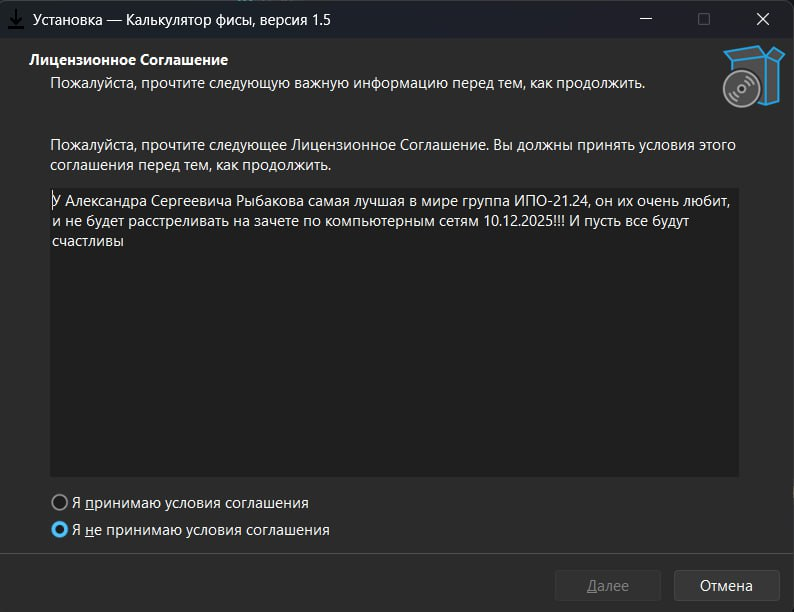 Установка — Калькулятор фисы, версия 1.5
Лицензионное Соглашение
Пожалуйста, прочтите следующую важную информацию перед тем, как продолжить.
Пожалуйста, прочтите следующее Лицензионное Соглашение. Вы должны принять условия этого
соглашения перед тем, как продолжить.
У Александра Сергеевича Рыбакова самая лучшая в мире группа ИПО-21.24, он их очень любит,
и не будет расстреливать на зачете по компьютерным сетям 10.12.2025!!! И пусть все будут
счастливы
Я принимаю условия соглашения
Я не принимаю условия соглашения
Далее
Отмена